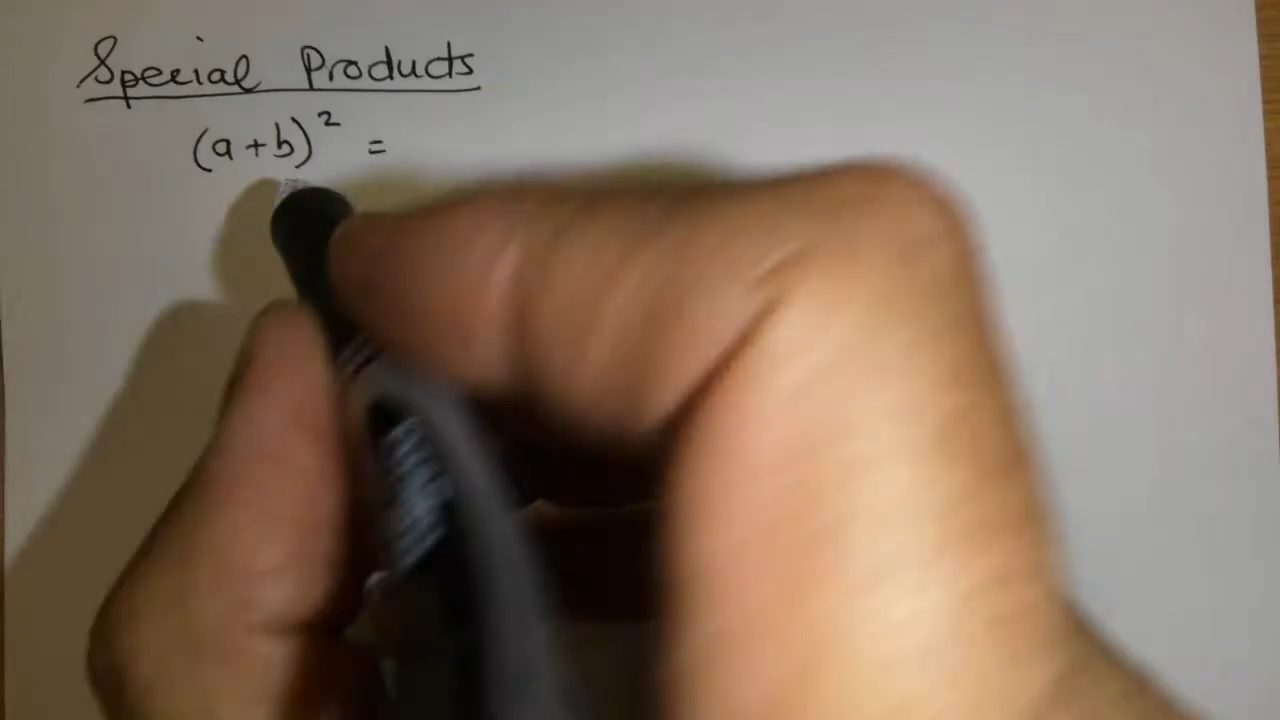 Special Products
(a+b)² =